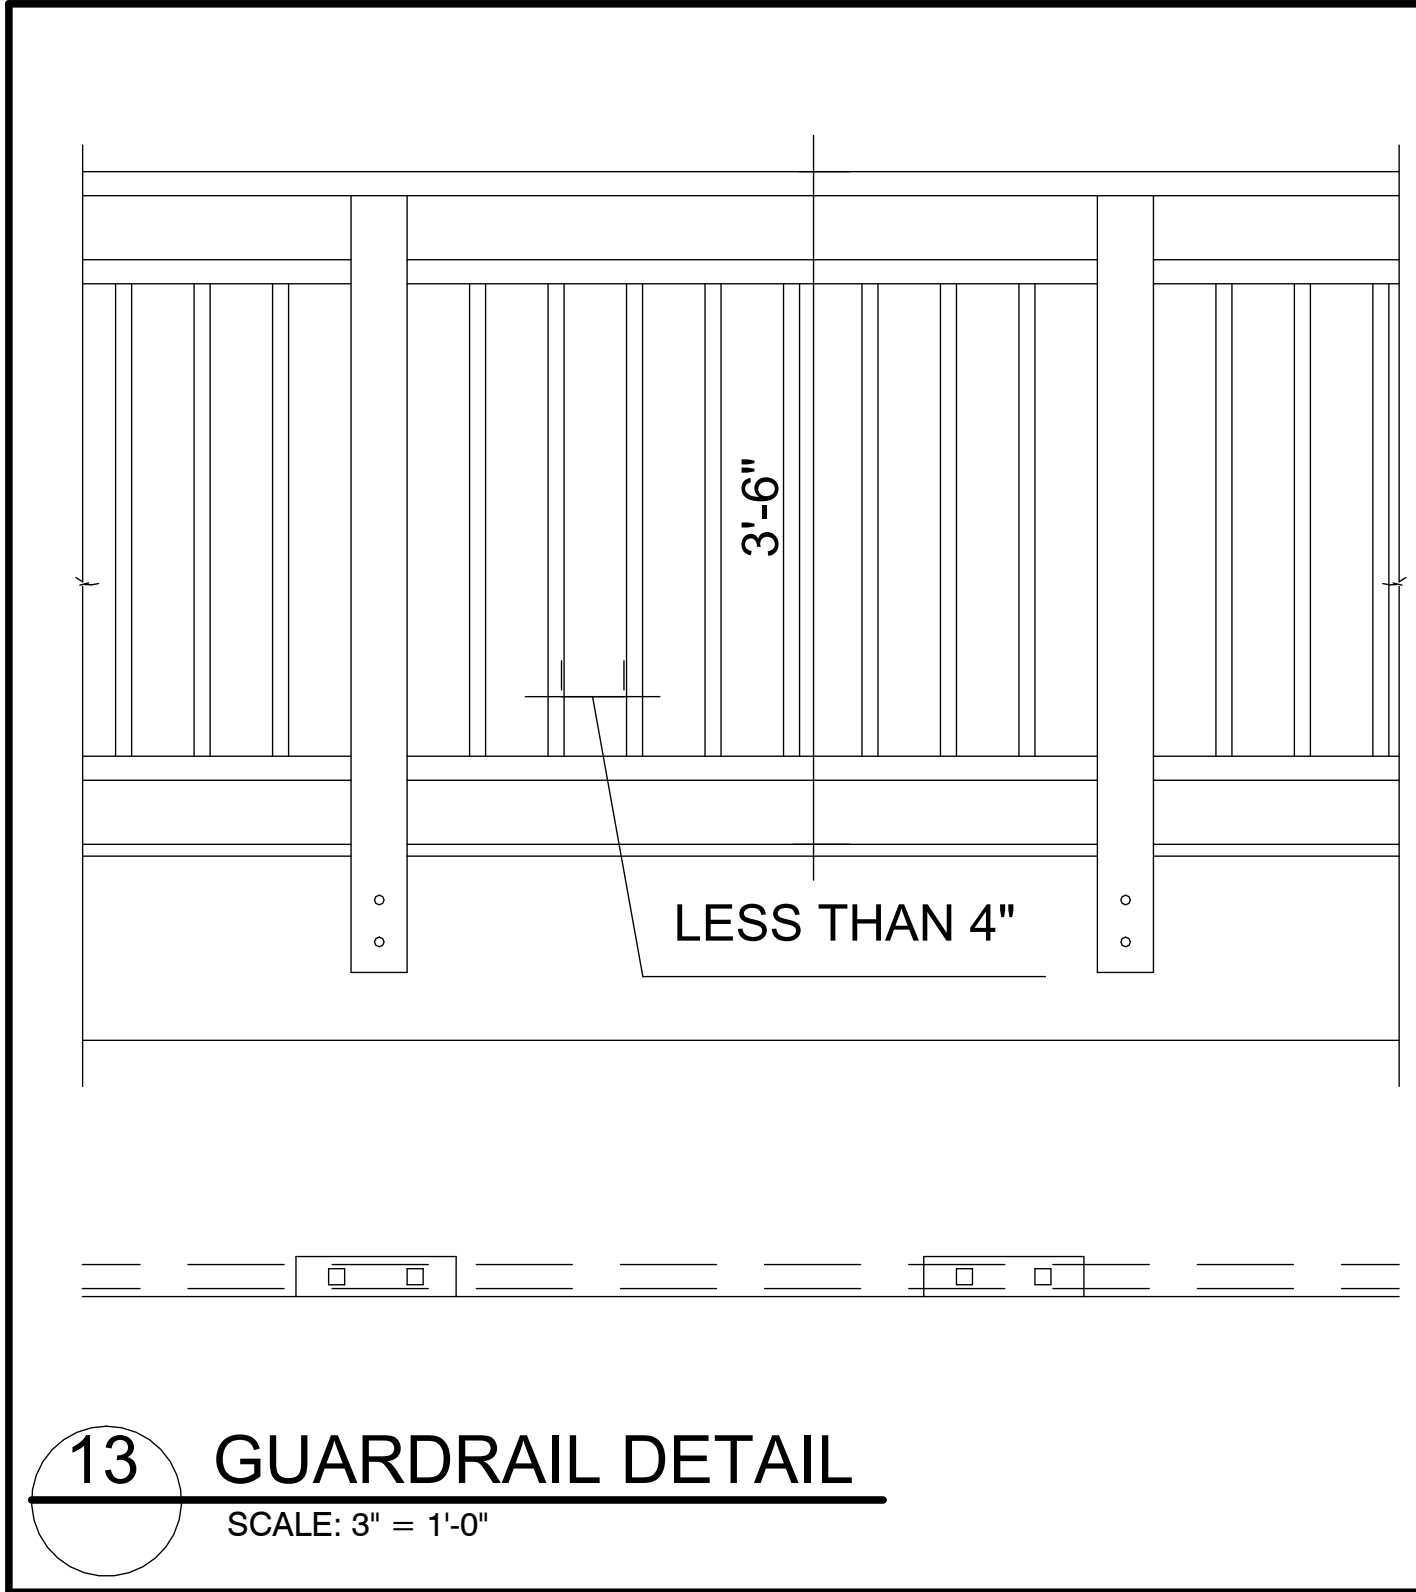 3'-6"
LESS THAN 4"
13
GUARDRAIL DETAIL
SCALE: 3" = 1'-0"